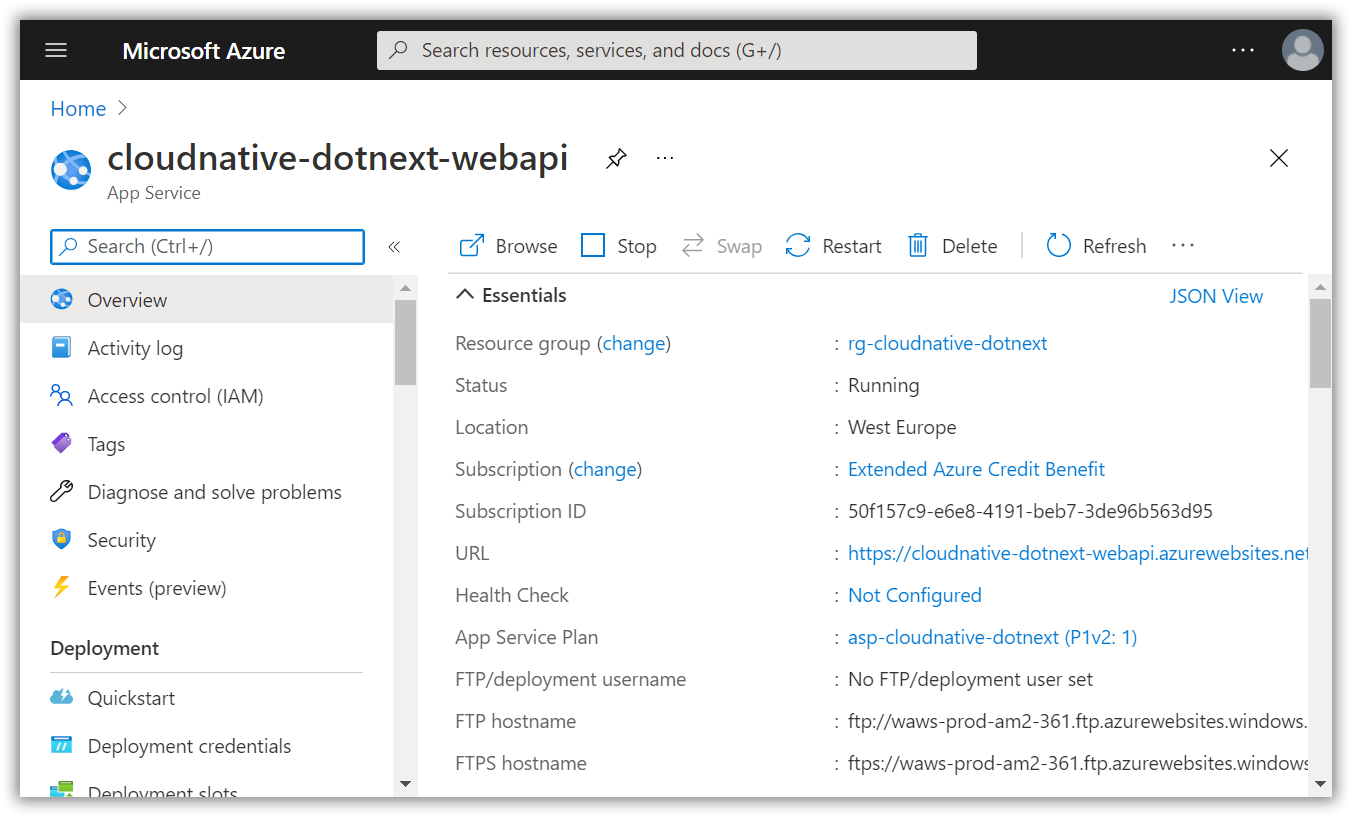 Microsoft Azure
Search resources, services, and docs (G+/)
Home
cloudnative-dotnext-webapi
App Service
Search (Ctrl+/)
Browse Stop Swap Restart Delete Refresh
Overview
Activity log
Access control (IAM)
Tags
Diagnose and solve problems
Security
Events (preview)
Deployment
Quickstart
Deployment credentials
Deployment slots
Essentials JSON View
Resource group (change) : rg-cloudnative-dotnext
Status : Running
Location : West Europe
Subscription (change) : Extended Azure Credit Benefit
Subscription ID : 50f157c9-e6e8-4191-beb7-3de96b563d95
URL : https://cloudnative-dotnext-webapi.azurewebsites.net
Health Check : Not Configured
App Service Plan : asp-cloudnative-dotnext (P1v2: 1)
FTP/deployment username : No FTP/deployment user set
FTP hostname : ftp://waws-prod-am2-361.ftp.azurewebsites.windows.
FTPS hostname : ftps://waws-prod-am2-361.ftp.azurewebsites.windows